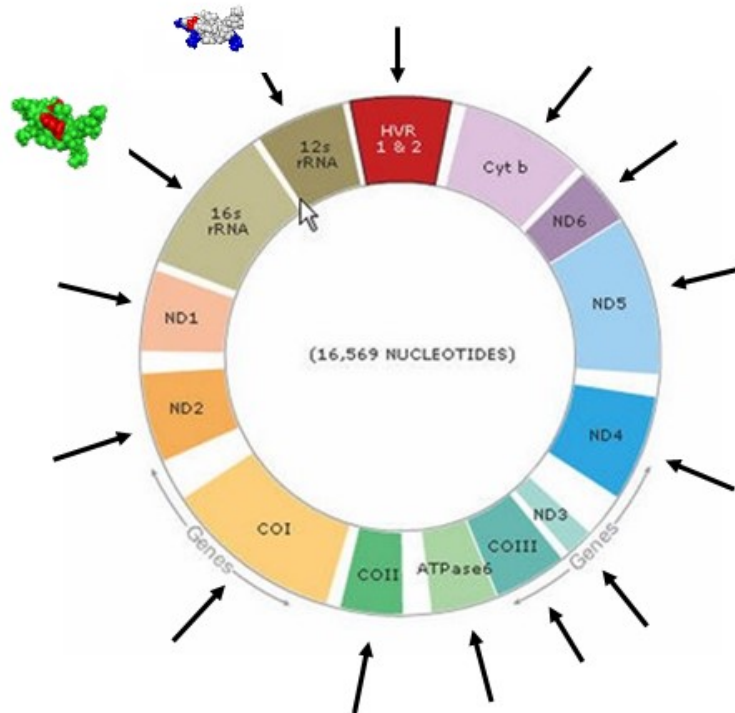 HVR
1 & 2
Cyt b
ND6
ND5
ND4
ND3
COIII
ATPase6
COII
COI
ND2
ND1
16s
rRNA
12s
rRNA
(16,569 NUCLEOTIDES)
Genes
Genes